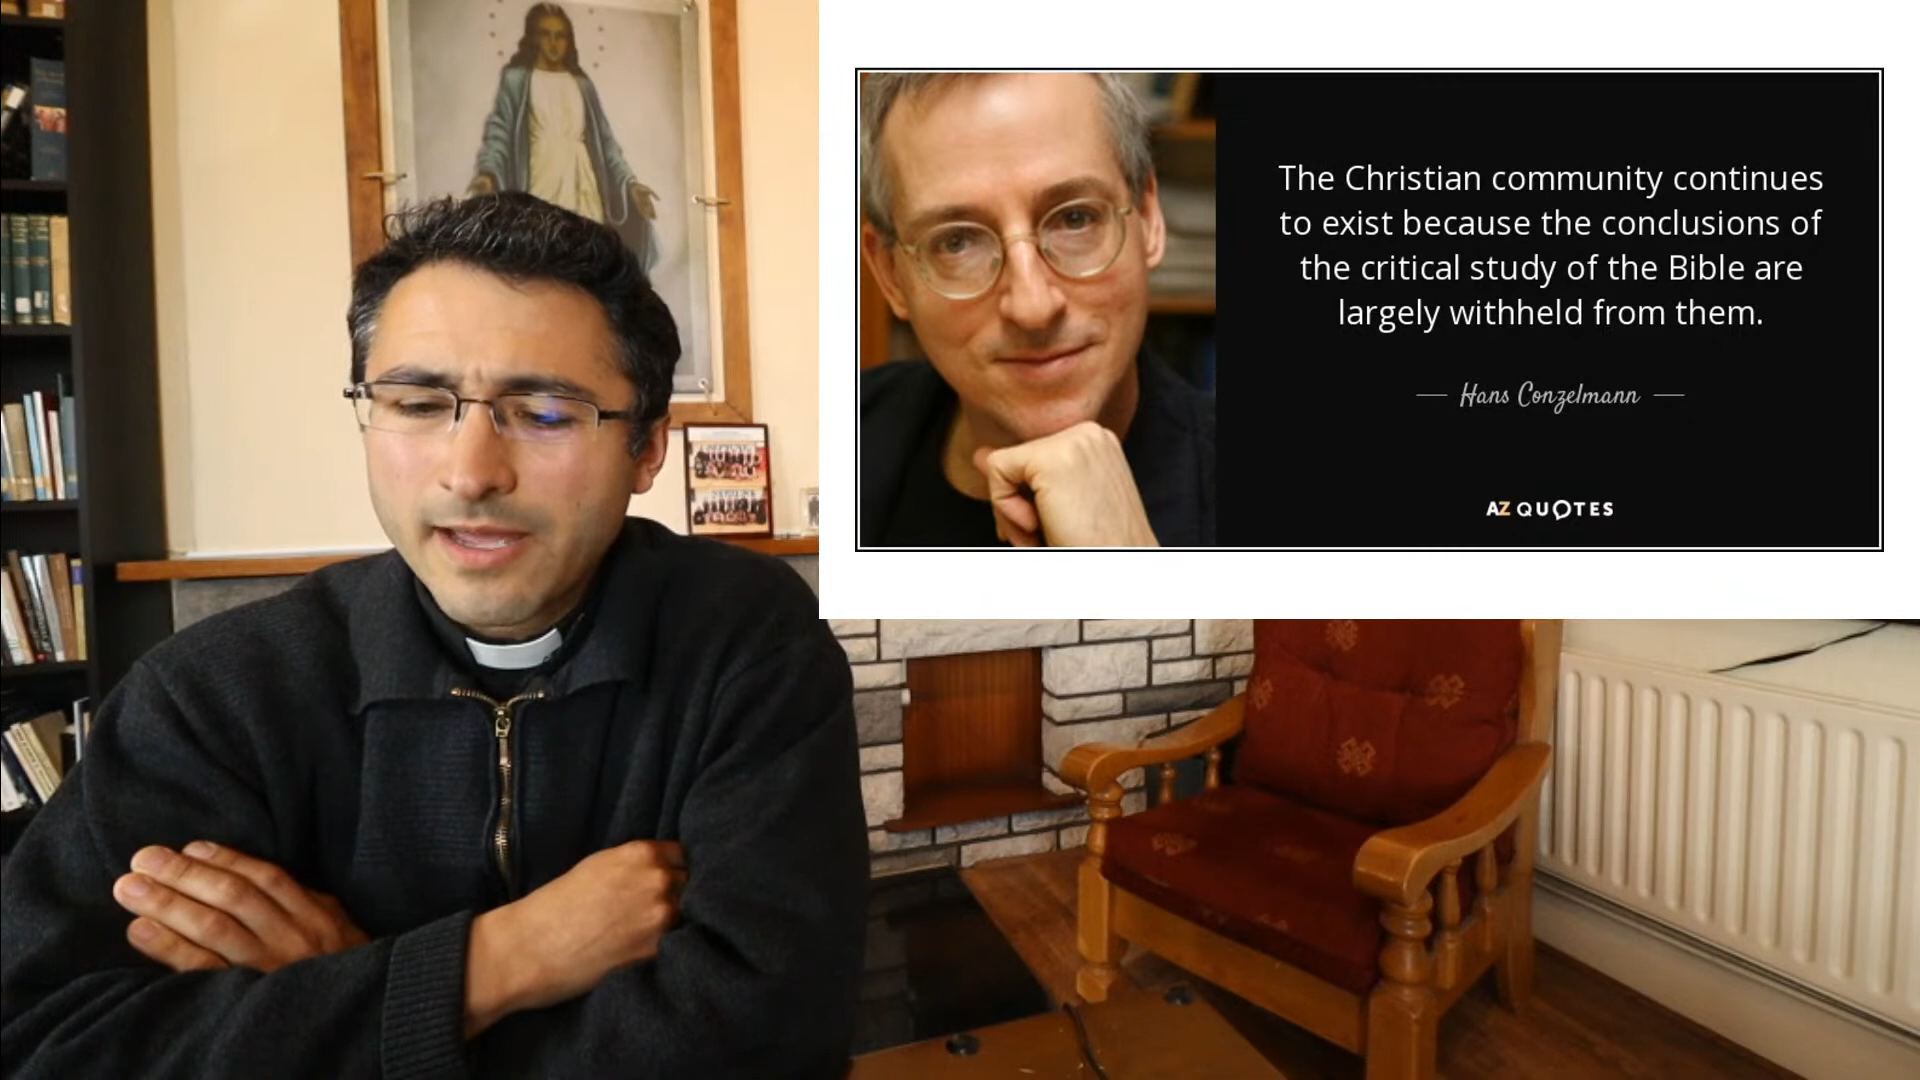 The Christian community continues
to exist because the conclusions of
the critical study of the Bible are
largely withheld from them.
— Hans Conzelmann —
AZ QUOTES